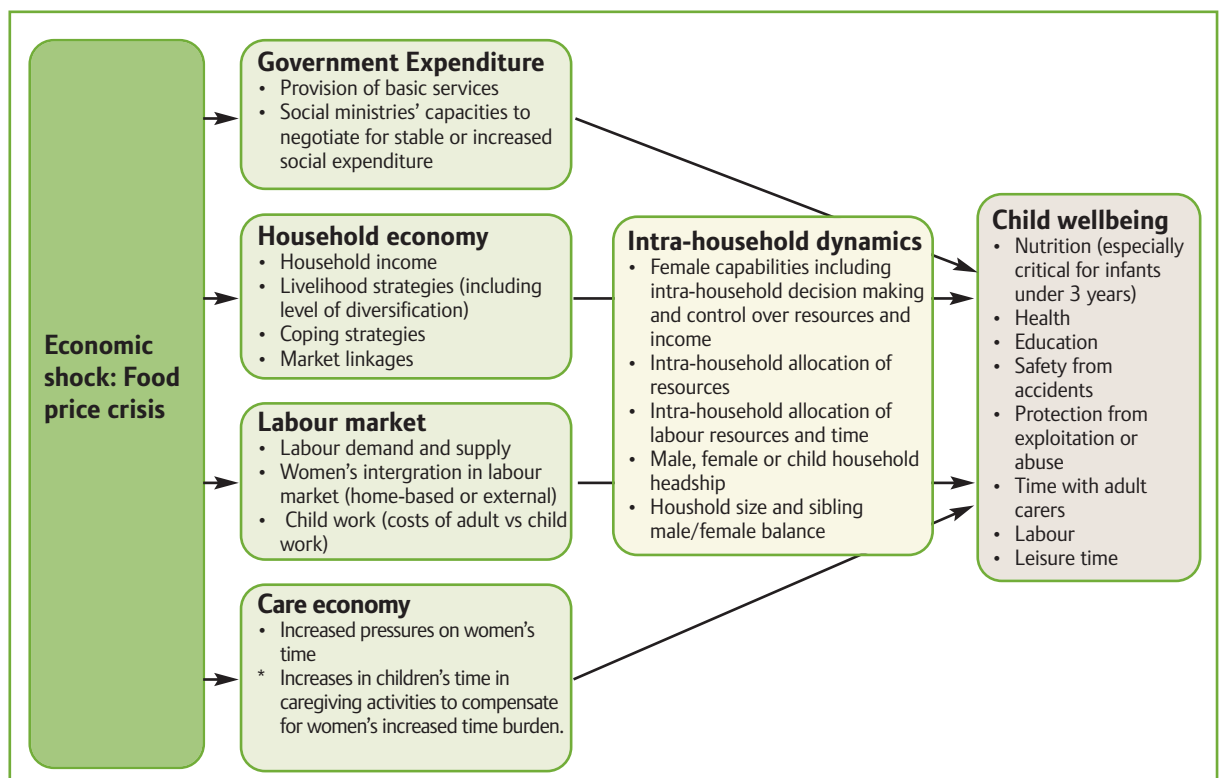 Economic
shock: Food
price crisis
Government Expenditure
• Provision of basic services
• Social ministries’ capacities to
negotiate for stable or increased
social expenditure
Household economy
• Household income
• Livelihood strategies (including
level of diversification)
• Coping strategies
• Market linkages
Labour market
• Labour demand and supply
• Women’s intergration in labour
market (home-based or external)
• Child work (costs of adult vs child
work)
Care economy
• Increased pressures on women’s
time
* Increases in children’s time in
caregiving activities to compensate
for women’s increased time burden.
Intra-household dynamics
• Female capabilities including
intra-household decision making
and control over resources and
income
• Intra-household allocation of
resources
• Intra-household allocation of
labour resources and time
• Male, female or child household
headship
• Houshold size and sibling
male/female balance
Child wellbeing
• Nutrition (especially
critical for infants
under 3 years)
• Health
• Education
• Safety from
accidents
• Protection from
exploitation or
abuse
• Time with adult
carers
• Labour
• Leisure time